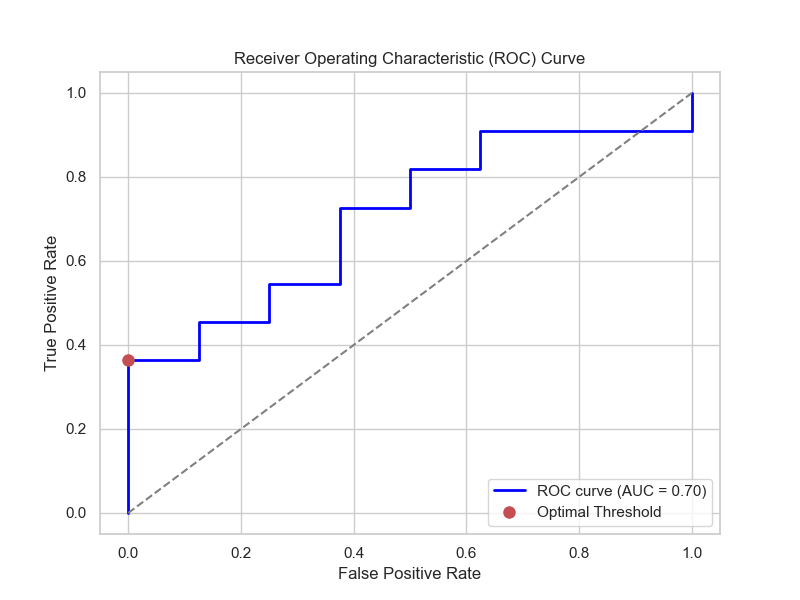 Receiver Operating Characteristic (ROC) Curve
True Positive Rate
1.0
0.8
0.6
0.4
0.2
0.0
ROC curve (AUC = 0.70)
Optimal Threshold
0.0 0.2 0.4 0.6 0.8 1.0
False Positive Rate